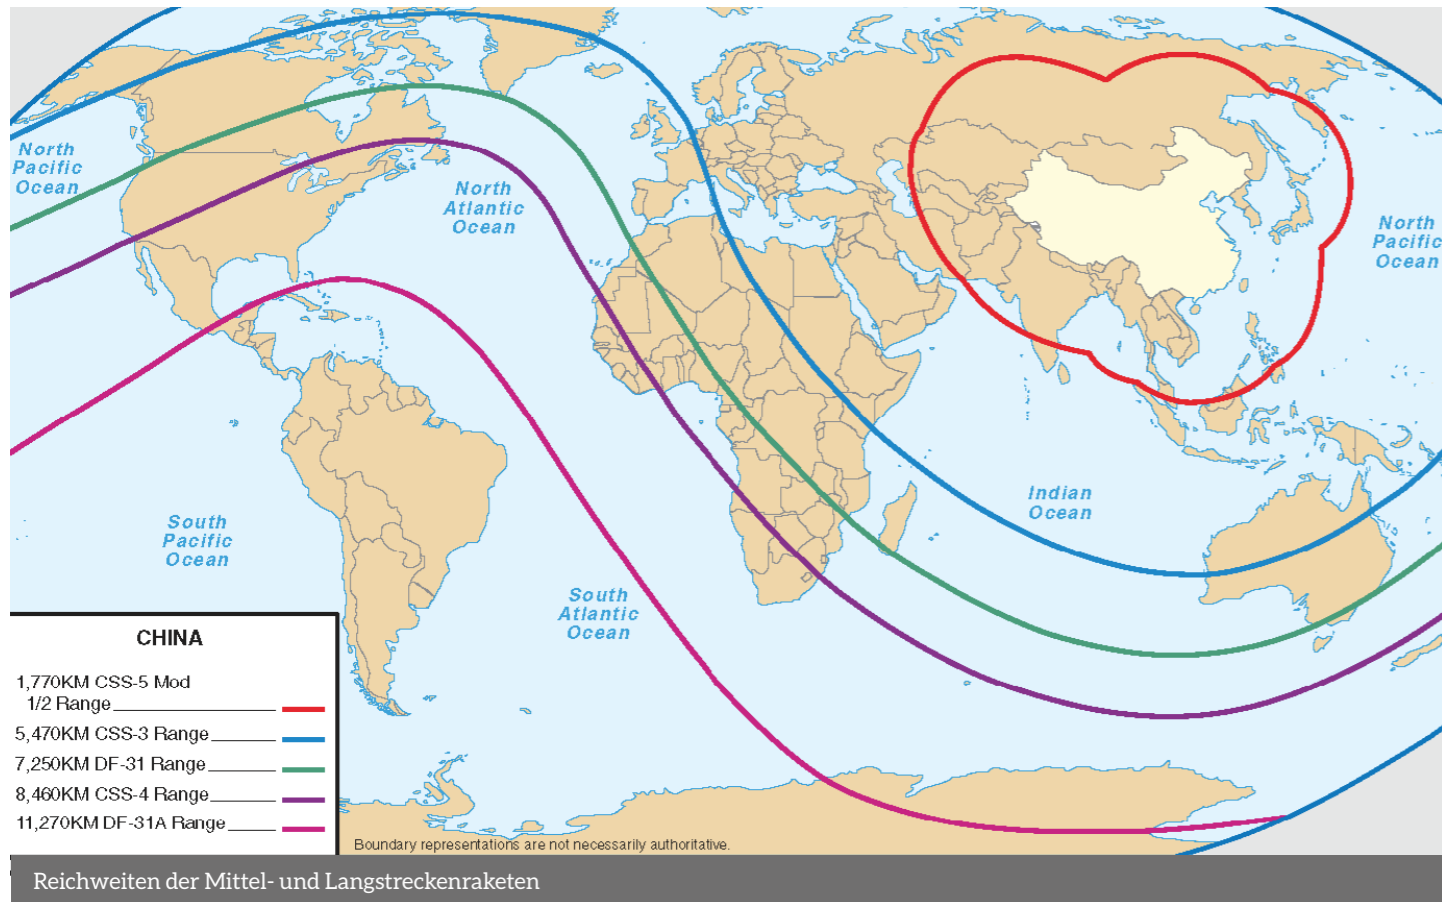 North
Pacific
Ocean
North
Atlantic
Ocean
North
Pacific
Ocean
Indian
Ocean
South
Pacific
Ocean
South
Atlantic
Ocean
CHINA
1,770KM CSS-5 Mod
1/2 Range
5,470KM CSS-3 Range
7,250KM DF-31 Range
8,460KM CSS-4 Range
11,270KM DF-31A Range
Boundary representations are not necessarily authoritative.
Reichweiten der Mittel- und Langstreckenraketen